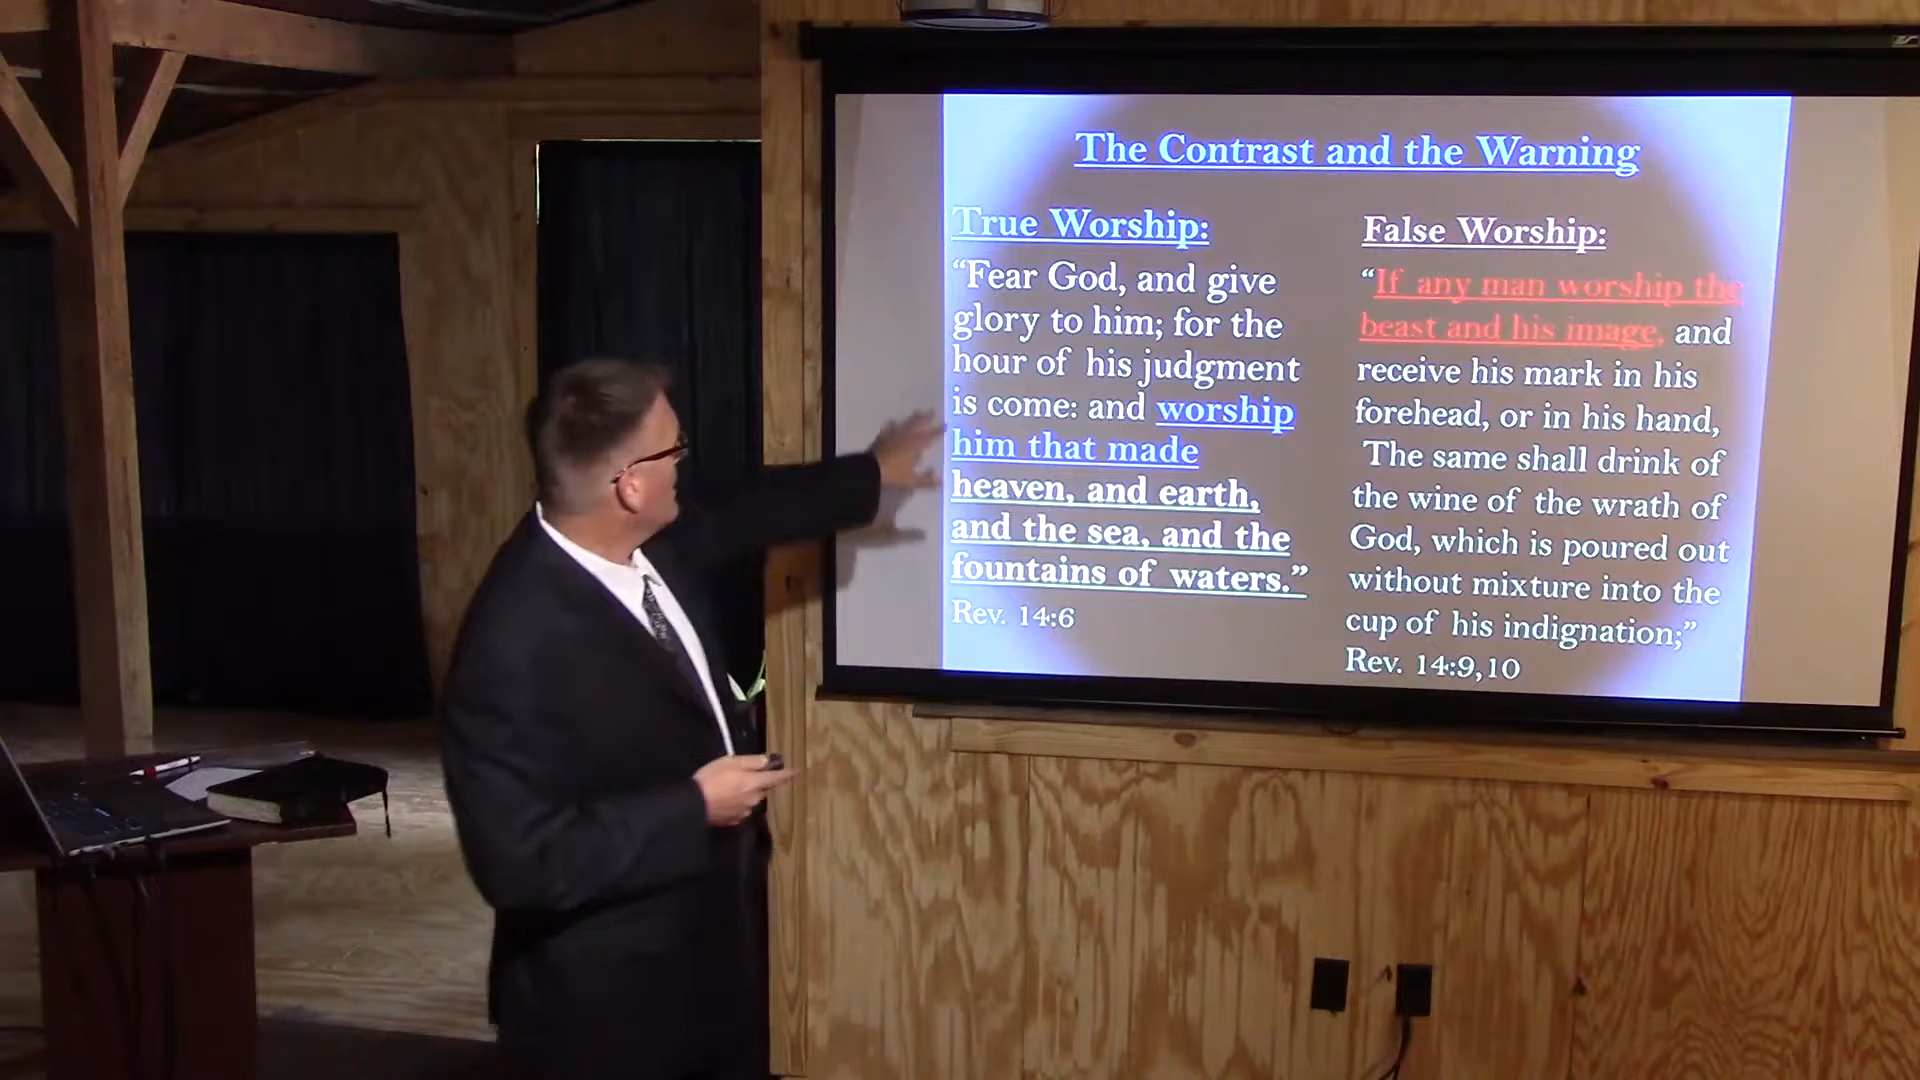 The Contrast and the Warning
True Worship:
“Fear God, and give
glory to him; for the
hour of his judgment
is come: and worship
him that made
heaven, and earth,
and the sea, and the
fountains of waters.”
Rev. 14:6
False Worship:
“If any man worship the
beast and his image, and
receive his mark in his
forehead, or in his hand,
The same shall drink of
the wine of the wrath of
God, which is poured out
without mixture into the
cup of his indignation;”
Rev. 14:9,10